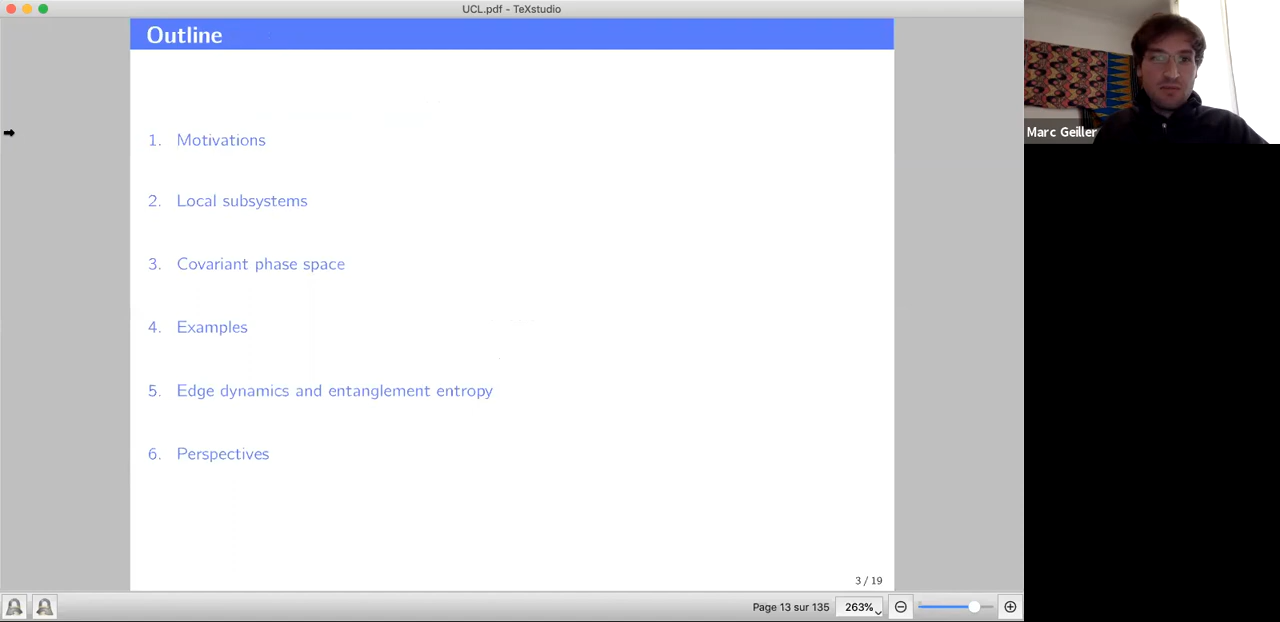 UCL.pdf - TeXstudio
Outline
1. Motivations
2. Local subsystems
3. Covariant phase space
4. Examples
5. Edge dynamics and entanglement entropy
6. Perspectives
3 / 19
Page 13 sur 135
263%
Marc Geiller